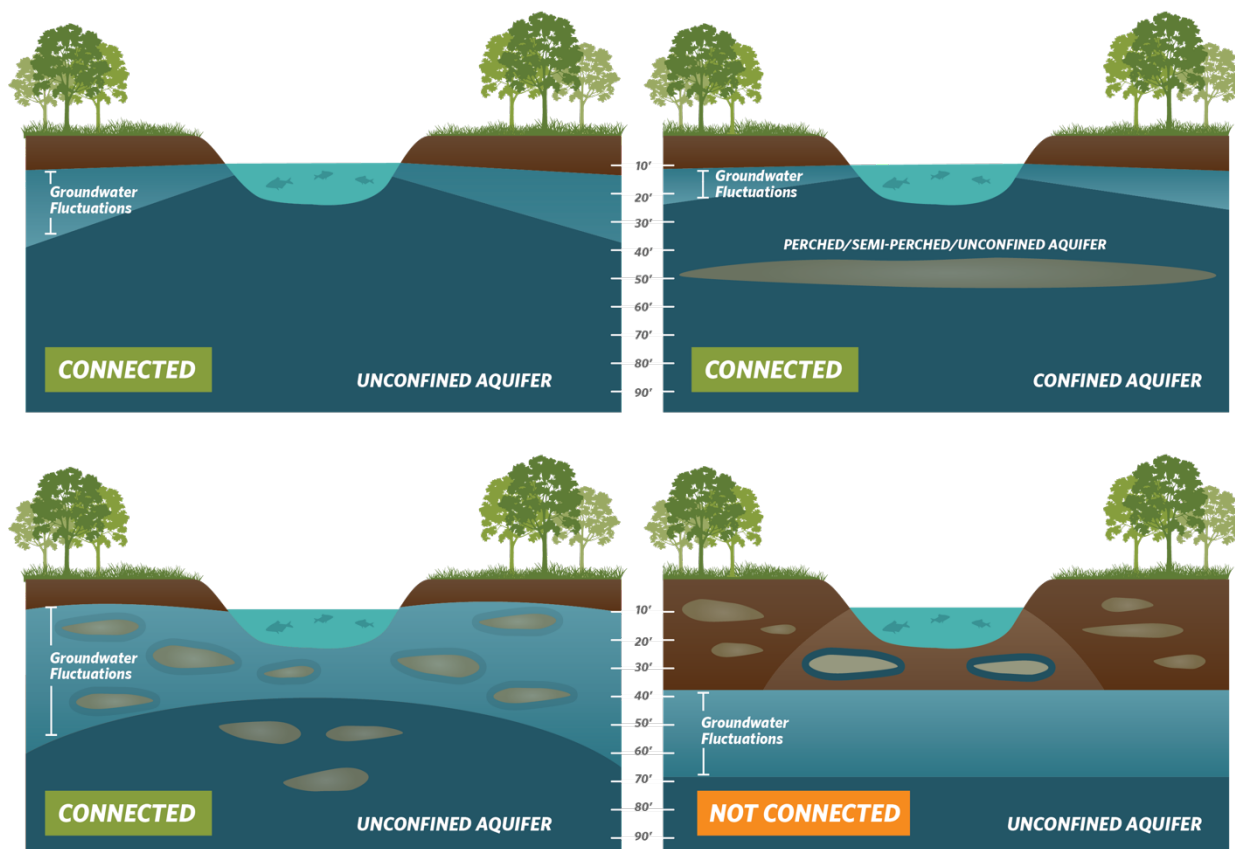 Groundwater
Fluctuations
CONNECTED
UNCONFINED AQUIFER
10'
20'
30'
40'
50'
60'
70'
80'
90'
Groundwater
Fluctuations
PERCHED/SEMI-PERCHED/UNCONFINED AQUIFER
CONNECTED
CONFINED AQUIFER
Groundwater
Fluctuations
CONNECTED
UNCONFINED AQUIFER
10'
20'
30'
40'
50'
60'
70'
80'
90'
Groundwater
Fluctuations
NOT CONNECTED
UNCONFINED AQUIFER